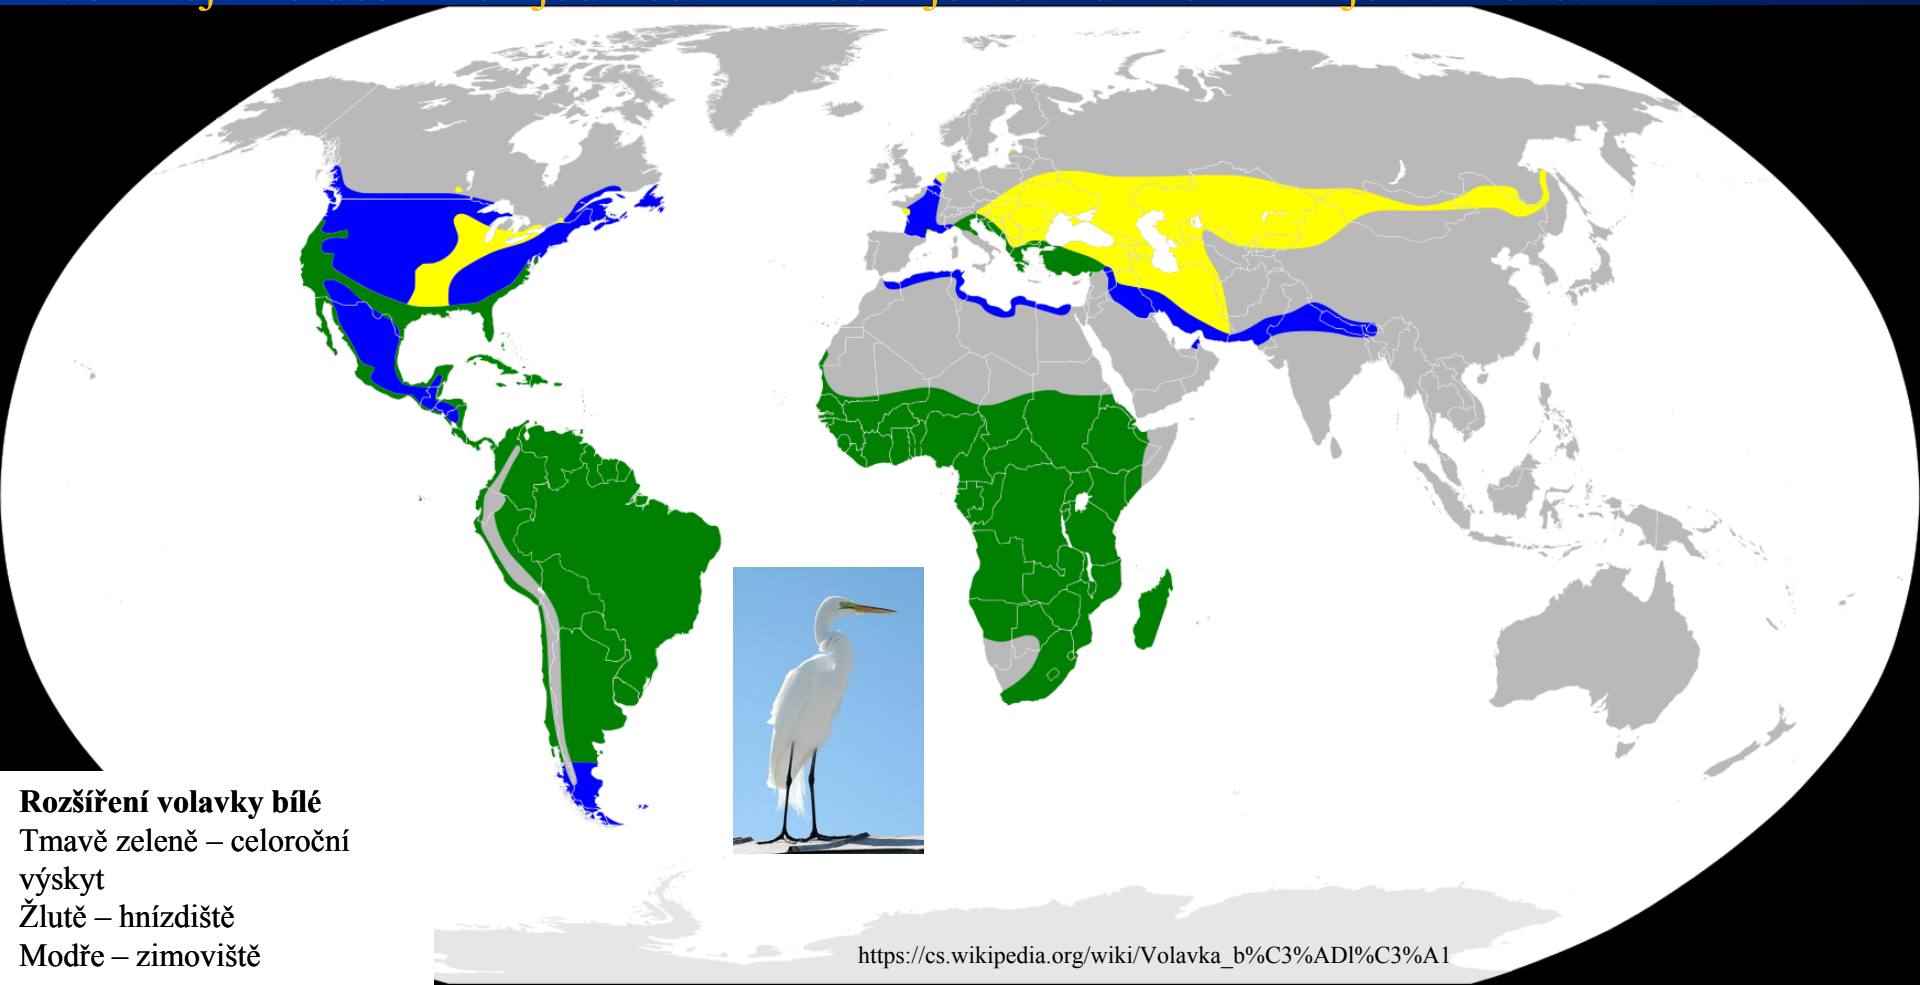 Rozšíření volavky bílé
Tmavě zeleně – celoroční
výskyt
Žlutě – hnízdiště
Modře – zimoviště
https://cs.wikipedia.org/wiki/Volavka_b%C3%ADl%C3%A1